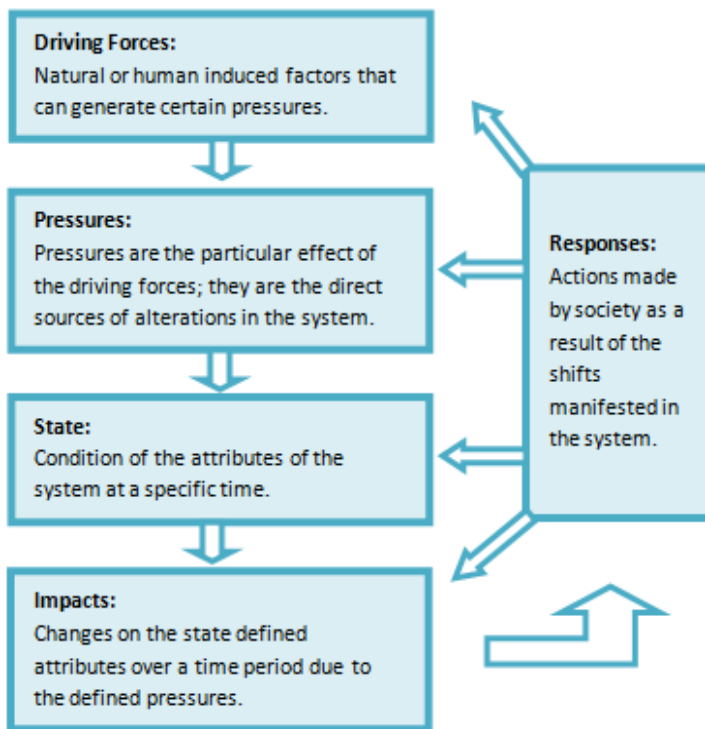 Driving Forces:
Natural or human induced factors that
can generate certain pressures.
Pressures:
Pressures are the particular effect of
the driving forces; they are the direct
sources of alterations in the system.
State:
Condition of the attributes of the
system at a specific time.
Impacts:
Changes on the state defined
attributes over a time period due to
the defined pressures.
Responses:
Actions made
by society as a
result of the
shifts
manifested in
the system.